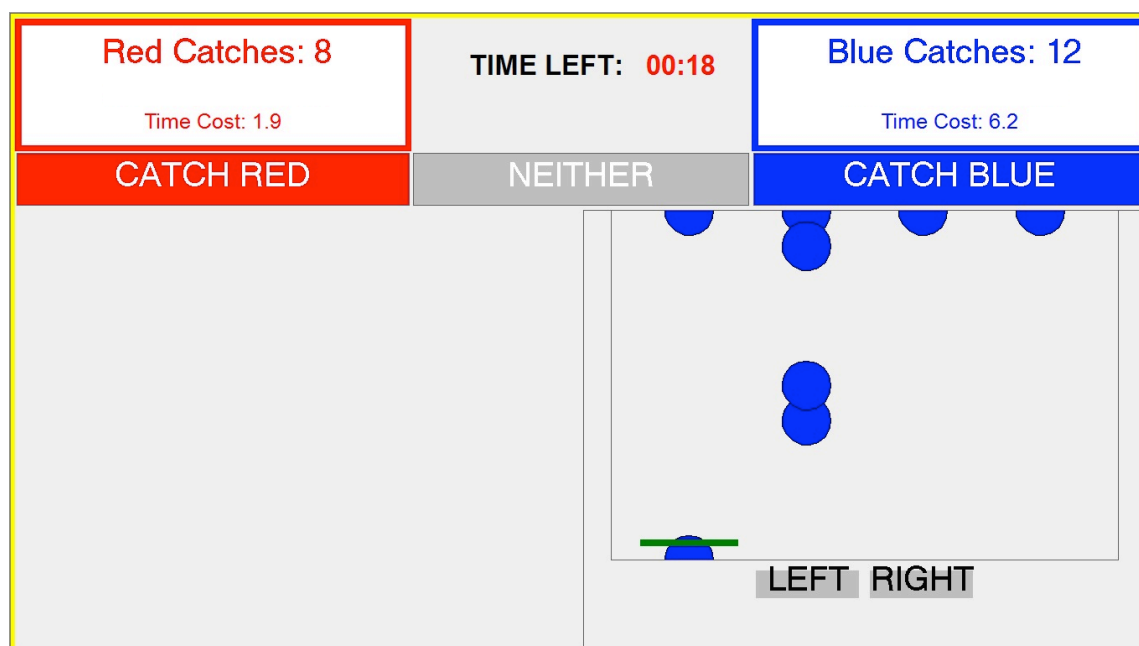 Red Catches: 8
Time Cost: 1.9
TIME LEFT: 00:18
Blue Catches: 12
Time Cost: 6.2
CATCH RED
NEITHER
CATCH BLUE
LEFT
RIGHT